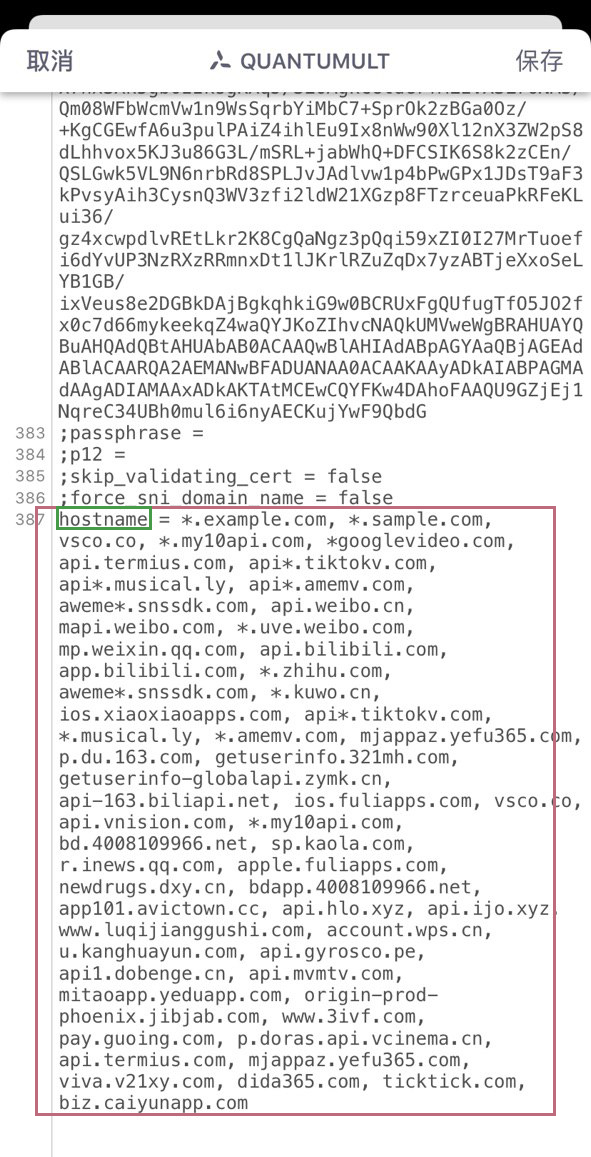 取消
QUANTUMULT
保存
Qm08WFbWcmVw1n9WsSqrbYiMbC7+SprOk2zBGa0Oz/
+KgCGEwfA6u3pulPAiZ4ihlEu9Ix8nWw90Xl12nX3ZW2pS8
dLhhvox5KJ3u86G3L/mSRL+jabWhQ+DFCSIK6S8k2zCEn/
QSLGwk5VL9N6nrbRd8SPLJvJAdlvw1p4bPwGPx1JDsT9aF3
kPvsyAih3CysnQ3WV3zfi2ldW21XGzp8FTzrceuaPkRFeKL
ui36/
gz4xcwpdlvREtLkr2K8CgQaNgz3pQqi59xZI0I27MrTuoef
i6dYvUP3NzRXzRRmnxDt1lJKrlRZuZqDx7yzABTjeXxoSeL
YB1GB/
ixVeus8e2DGBkDAjBgkqhkiG9w0BCRUxFgQUfugTfO5JO2f
x0c7d66mykeekqZ4waQYJKoZIhvcNAQkUMVweWgBRAHUAYQ
BuAHQAdQBtAHUAbAB0ACAAQwBlAHIAdABpAGYAaQBjAGEAd
ABlACAARQA2AEMANwBFADUANAA0ACAAKAAyADkAIABPAGMA
dAAgADIAMAAxADkAKTAtMCEwCQYFKw4DAhoFAAQU9GZjEj1
NqreC34UBh0mul6i6nyAECKujYwF9QbdG
383 ;passphrase =
384 ;p12 =
385 ;skip_validating_cert = false
386 ;force_sni_domain_name = false
387 hostname = *.example.com, *.sample.com,
vsco.co, *.my10api.com, *googlevideo.com,
api.termius.com, api*.tiktokv.com,
api*.musical.ly, api*.amemv.com,
aweme*.snssdk.com, api.weibo.cn,
mapi.weibo.com, *.uve.weibo.com,
mp.weixin.qq.com, api.bilibili.com,
app.bilibili.com, *.zhihu.com,
aweme*.snssdk.com, *.kuwo.cn,
ios.xiaoxiaoapps.com, api*.tiktokv.com,
*.musical.ly, *.amemv.com, mjappaz.yefu365.com,
p.du.163.com, getuserinfo.321mh.com,
getuserinfo-globalapi.zymk.cn,
api-163.biliapi.net, ios.fuliapps.com, vsco.co,
api.vnision.com, *.my10api.com,
bd.4008109966.net, sp.kaola.com,
r.inews.qq.com, apple.fuliapps.com,
newdrugs.dxy.cn, bdapp.4008109966.net,
app101.avictown.cc, api.hlo.xyz, api.ijo.xyz,
www.luqijianggushi.com, account.wps.cn,
u.kanghuayun.com, api.gyrosco.pe,
api1.dobenge.cn, api.mvmtv.com,
mitaoapp.yeduapp.com, origin-prod-
phoenix.jibjab.com, www.3ivf.com,
pay.guoing.com, p.doras.api.vcinema.cn,
api.termius.com, mjappaz.yefu365.com,
viva.v21xy.com, dida365.com, ticktick.com,
biz.caiyunapp.com